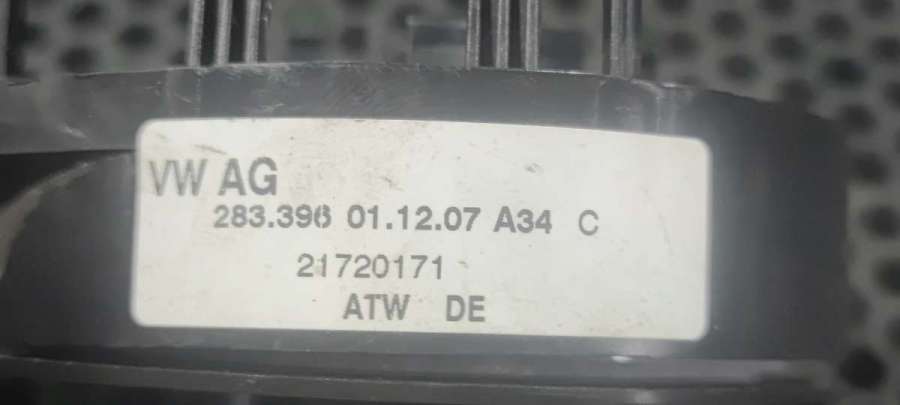 VW AG
283.396 01.12.07 A34 C
21720171
ATW DE